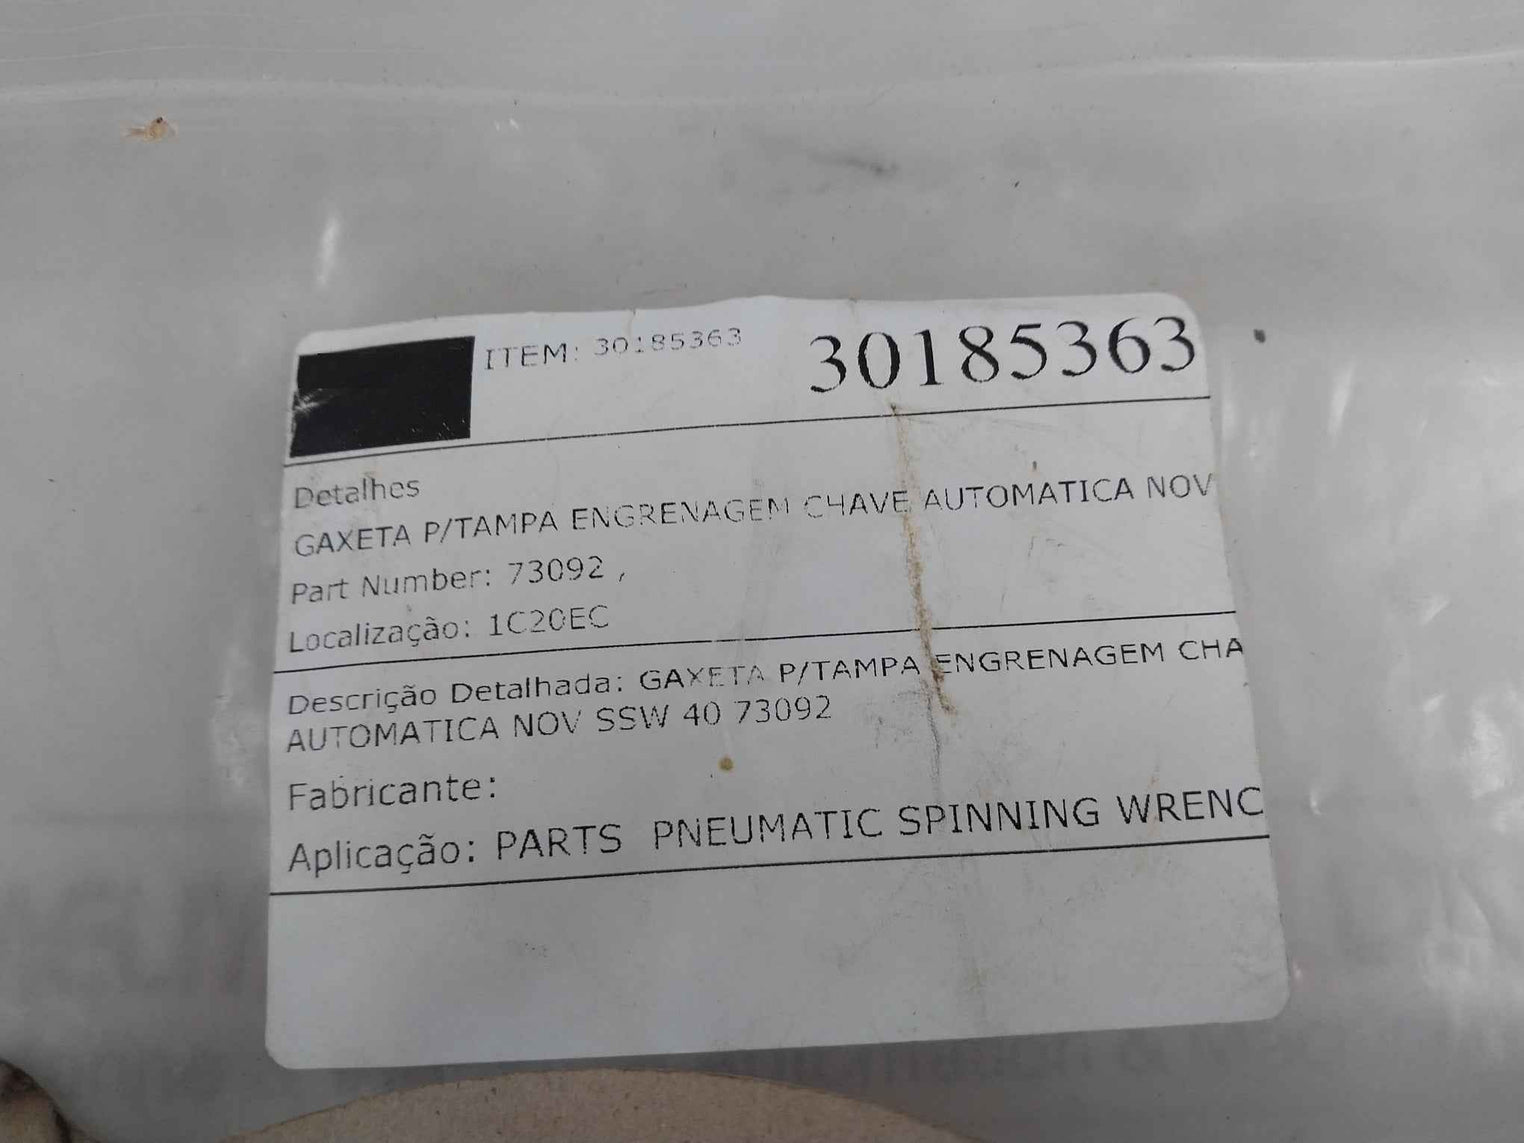 ITEM: 30185363
30185363
Detalhes
GAXETA P/TAMPA ENGRENAGEM CHAVE AUTOMATICA NOV
Part Number: 73092 ,
Localização: 1C20EC
Descrição Detalhada: GAXETA P/TAMPA ENGRENAGEM CHA
AUTOMATICA NOV SSW 40 73092
Fabricante:
Aplicação: PARTS PNEUMATIC SPINNING WRENC